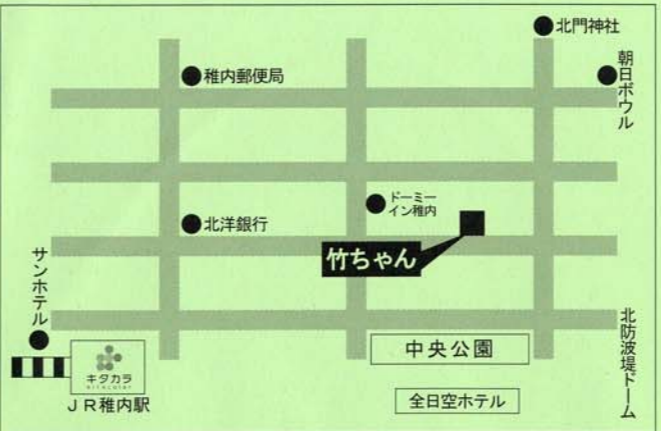 北門神社
朝日ボウル
稚内郵便局
ドーミー
イン稚内
北洋銀行
竹ちゃん
サンホテル
北防波堤ドーム
中央公園
キタカラ
JR稚内駅
全日空ホテル